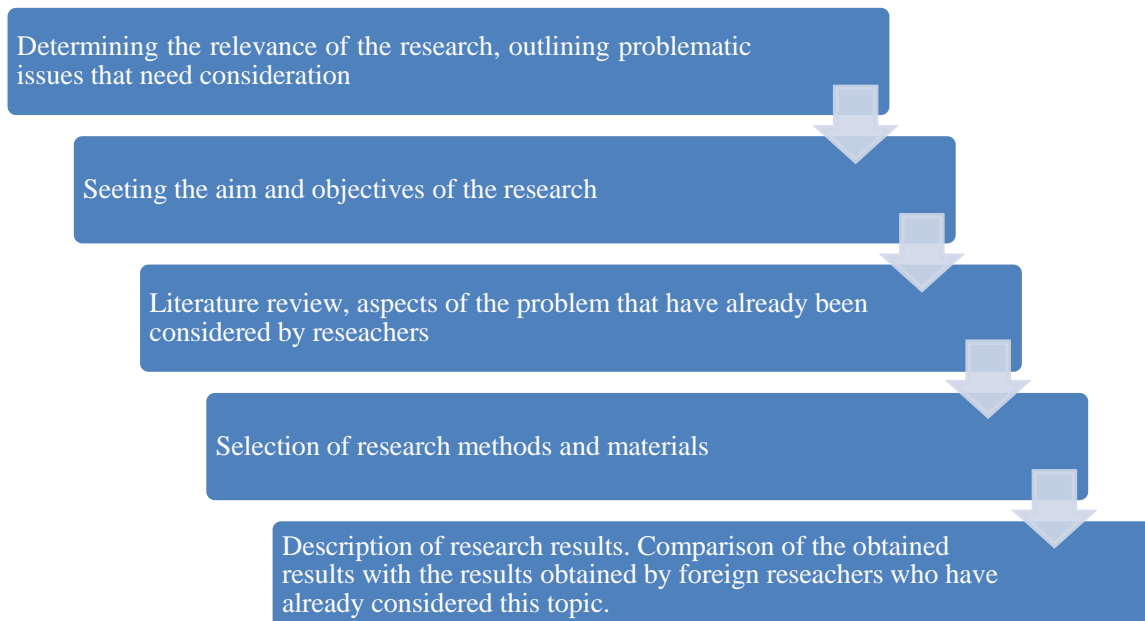 Determining the relevance of the research, outlining problematic
issues that need consideration
Seeting the aim and objectives of the research
Literature review, aspects of the problem that have already been
considered by reseachers
Selection of research methods and materials
Description of research results. Comparison of the obtained
results with the results obtained by foreign reseachers who have
already considered this topic.